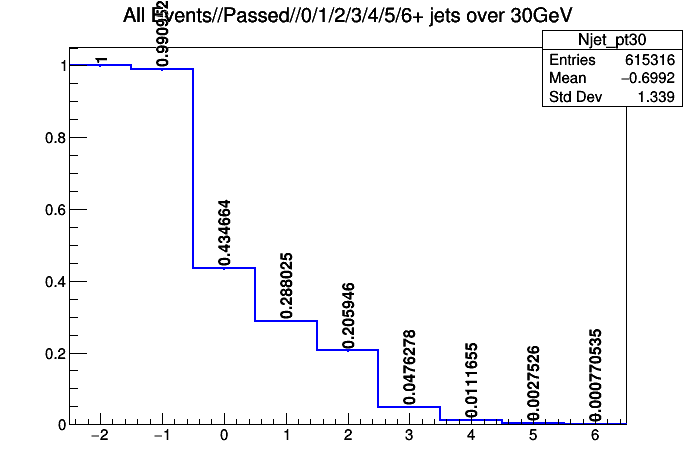 All Events//Passed//0/1/2/3/4/5/6+ jets over 30GeV
Njet_pt30
Entries 615316
Mean −0.6992
Std Dev 1.339
1
0.990952
0.434664
0.288025
0.205946
0.0476278
0.0111655
0.0027526
0.000770535
1
0.8
0.6
0.4
0.2
0
−2 −1 0 1 2 3 4 5 6